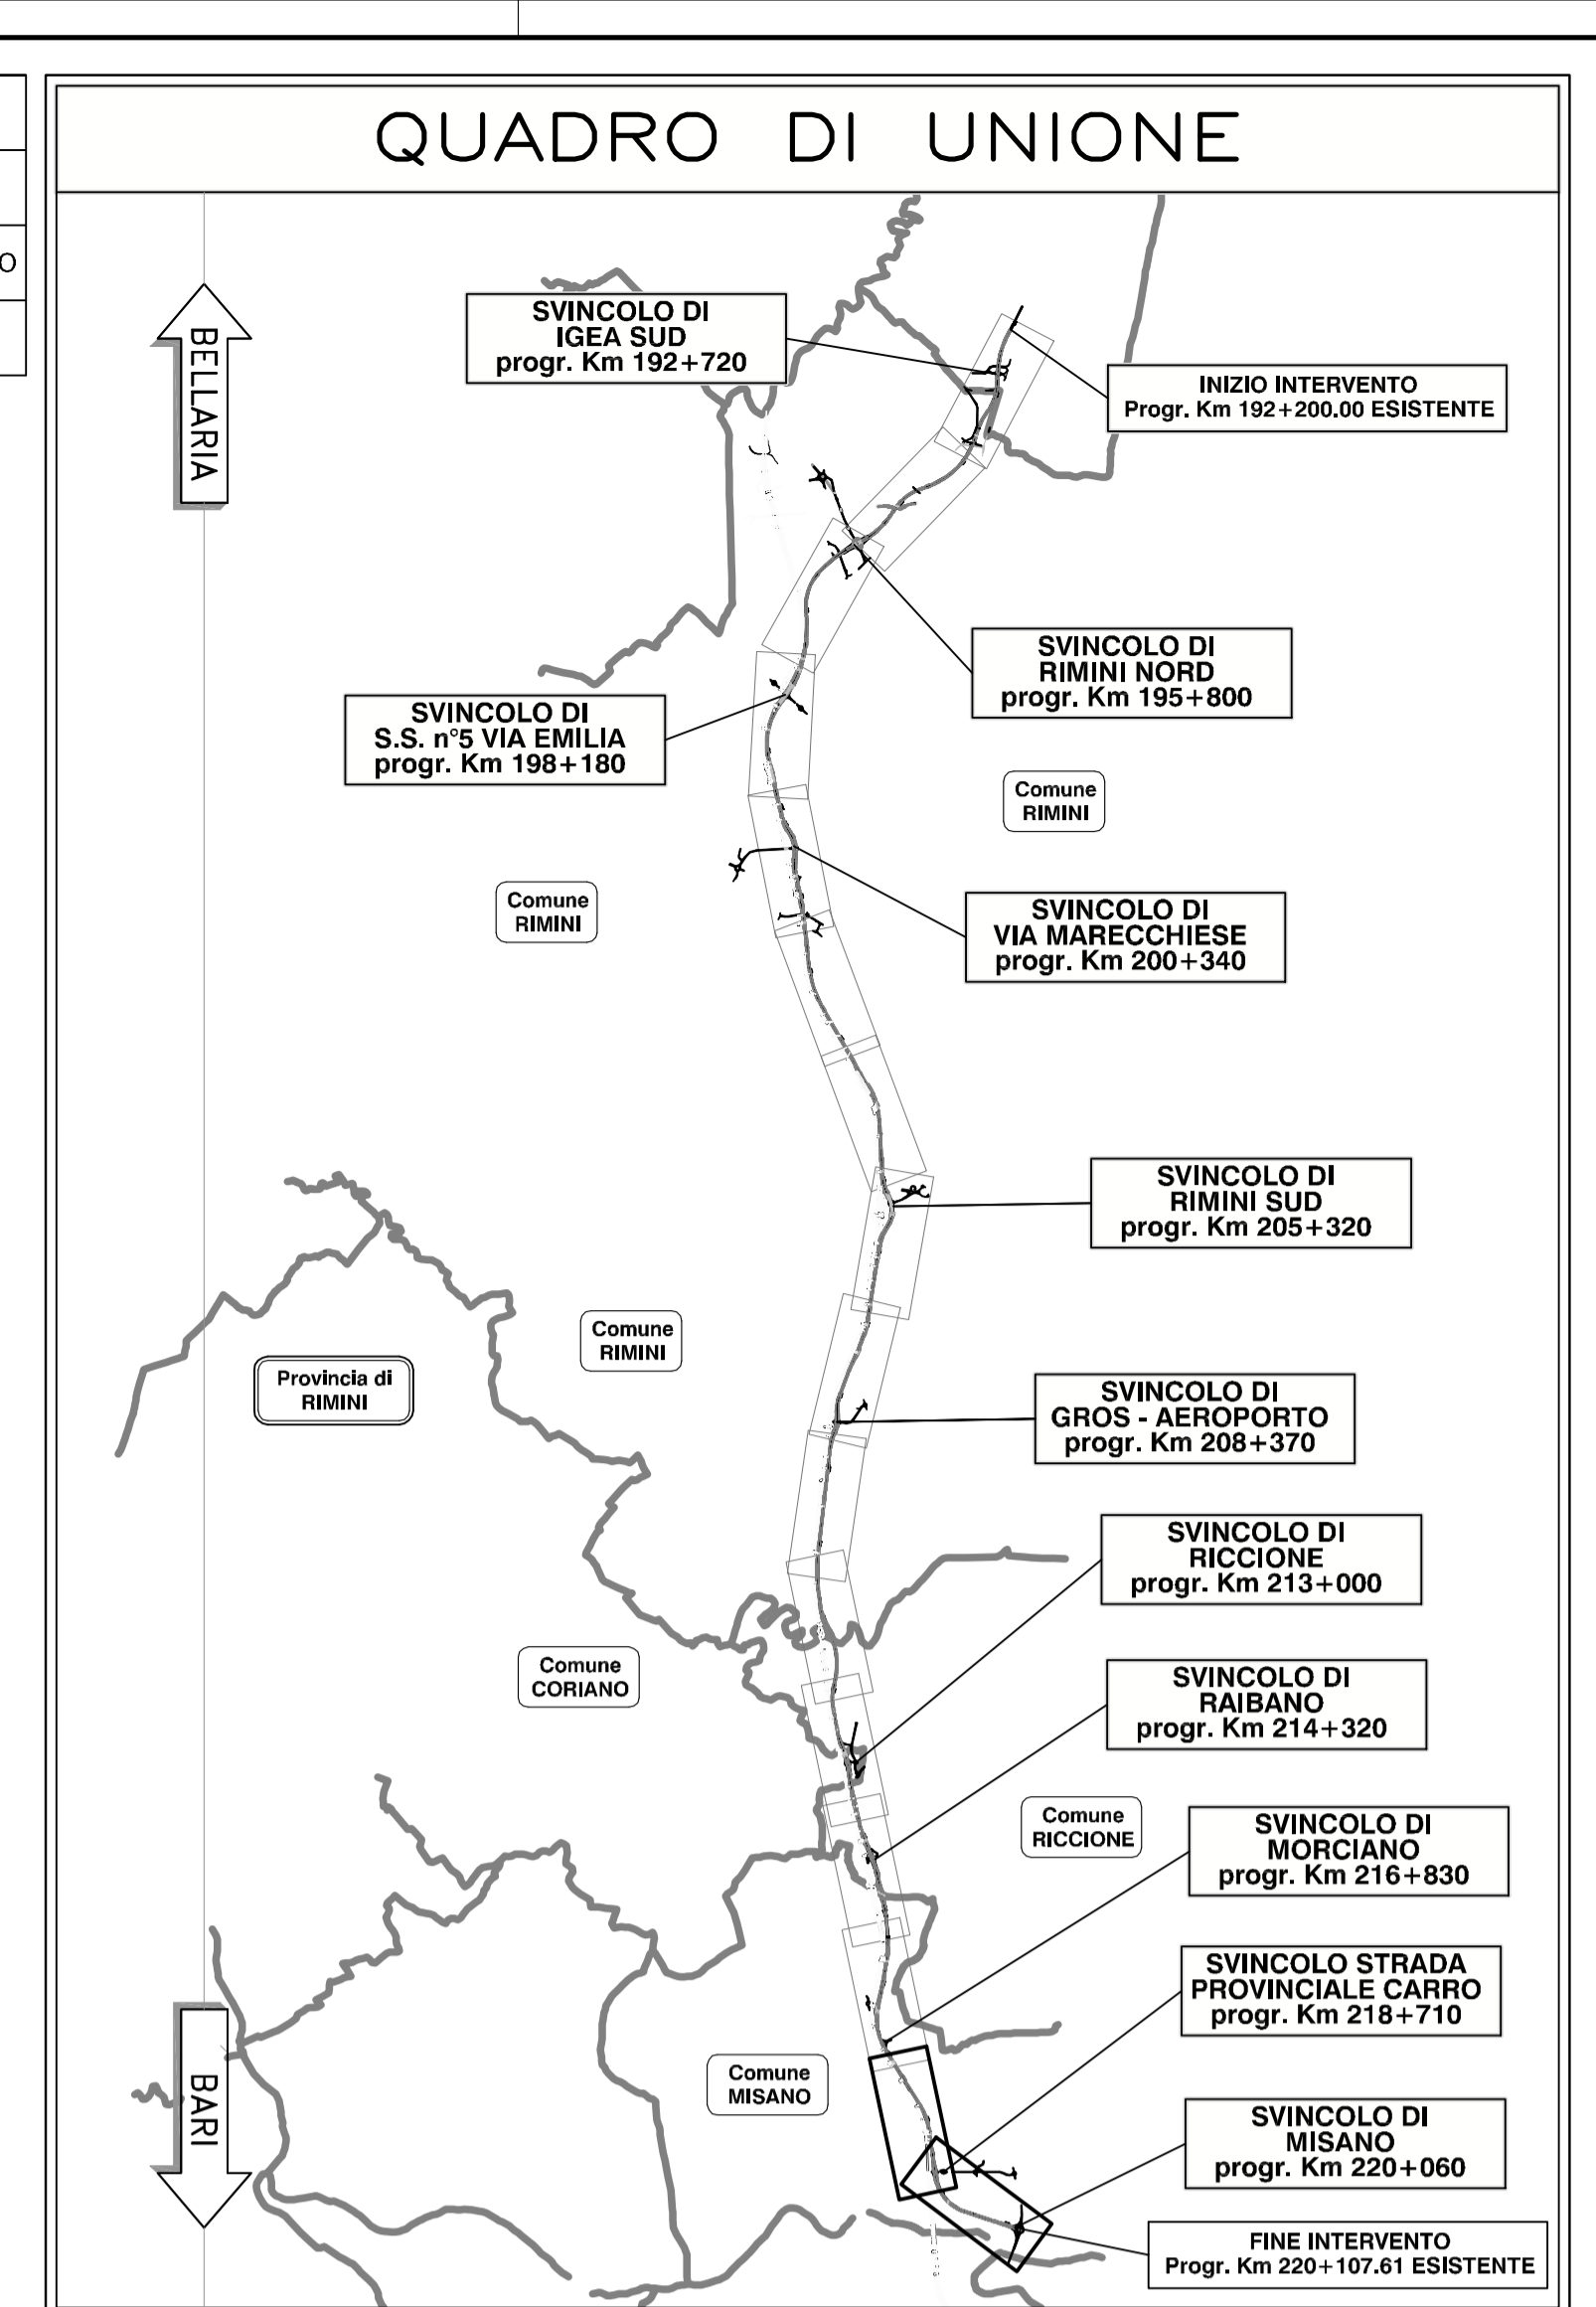 QUADRO DI UNIONE
O
BELLARIA
SVINCOLO DI
IGEA SUD
progr. Km 192+720
INIZIO INTERVENTO
Progr. Km 192+200.00 ESISTENTE
SVINCOLO DI
RIMINI NORD
progr. Km 195+800
SVINCOLO DI
S.S. n°5 VIA EMILIA
progr. Km 198+180
Comune
RIMINI
Comune
RIMINI
SVINCOLO DI
VIA MARECCHIESE
progr. Km 200+340
SVINCOLO DI
RIMINI SUD
progr. Km 205+320
Comune
RIMINI
Provincia di
RIMINI
SVINCOLO DI
GROS - AEROPORTO
progr. Km 208+370
SVINCOLO DI
RICCIONE
progr. Km 213+000
Comune
CORIANO
SVINCOLO DI
RAIBANO
progr. Km 214+320
Comune
RICCIONE
SVINCOLO DI
MORCIANO
progr. Km 216+830
SVINCOLO STRADA
PROVINCIALE CARRO
progr. Km 218+710
BARI
Comune
MISANO
SVINCOLO DI
MISANO
progr. Km 220+060
FINE INTERVENTO
Progr. Km 220+107.61 ESISTENTE